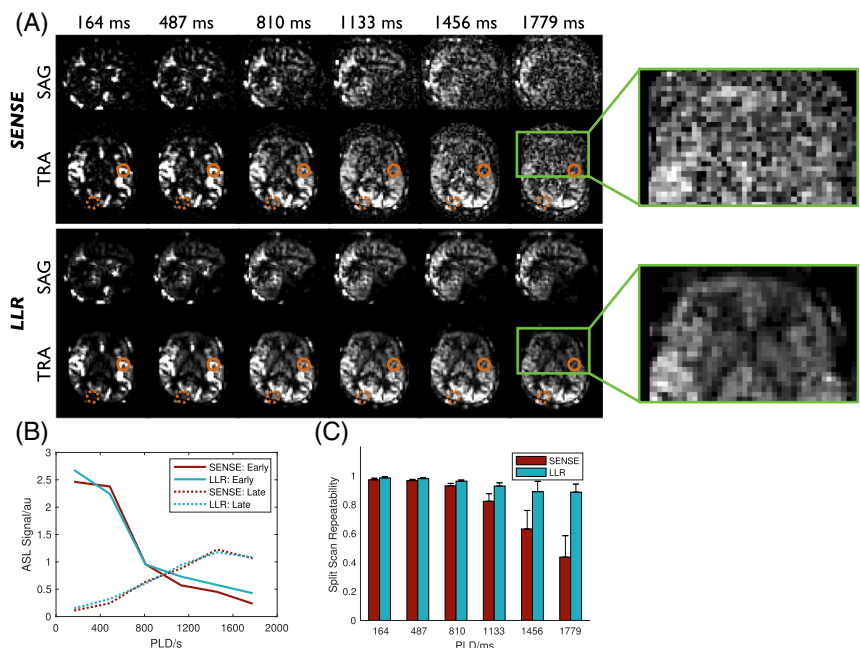 (A)
164 ms 487 ms 810 ms 1133 ms 1456 ms 1779 ms
SENSE
SAG
TRA
LLR
SAG
TRA
(B)
ASL Signal/au
3
2.5
2
1.5
1
0.5
0
0 400 800 1200 1600 2000
PLD/s
SENSE: Early
LLR: Early
SENSE: Late
LLR: Late
(C)
Split Scan Repeatability
1
0.8
0.6
0.4
0.2
0
164 487 810 1133 1456 1779
PLD/ms
SENSE
LLR